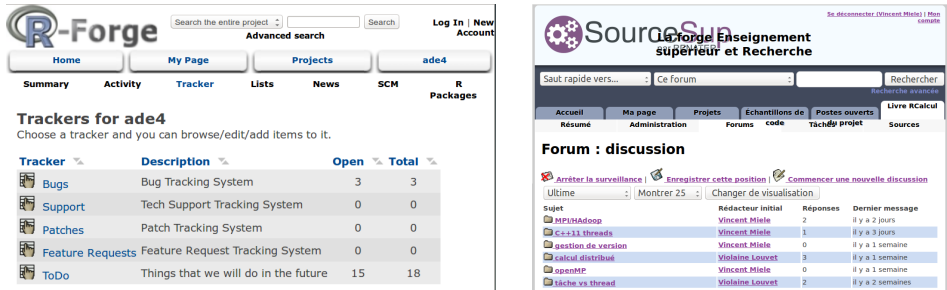 R-Forge
Search the entire project
Search
Log In | New Account
Advanced search
Home
My Page
Projects
ade4
Summary
Activity
Tracker
Lists
News
SCM
R Packages
Trackers for ade4
Choose a tracker and you can browse/edit/add items to it.
Tracker Description Open Total
Bugs Bug Tracking System 3 3
Support Tech Support Tracking System 0 0
Patches Patch Tracking System 0 0
Feature Requests Feature Request Tracking System 0 0
ToDo Things that we will do in the future 15 18
Se déconnecter (Vincent Miele) | Mon compte
SourceSup
par RENATER
La forge Enseignement
supérieur et Recherche
Saut rapide vers...
Ce forum
Rechercher
Recherche avancée
Accueil
Ma page
Projets
Échantillons de code
Postes ouverts du projet
Livre RCalcul
Résumé
Administration
Forums
Tâches
Sources
Forum : discussion
Arrêter la surveillance | Enregistrer cette position | Commencer une nouvelle discussion
Ultime
Montrer 25
Changer de visualisation
Sujet Rédacteur initial Réponses Dernier message
MPI/HAdoop Vincent Miele 2 il y a 2 jours
C++11 threads Vincent Miele 1 il y a 3 jours
gestion de version Vincent Miele 0 il y a 1 semaine
calcul distribué Violaine Louvet 3 il y a 1 semaine
openMP Vincent Miele 0 il y a 1 semaine
tâche vs thread Violaine Louvet 2 il y a 2 semaines